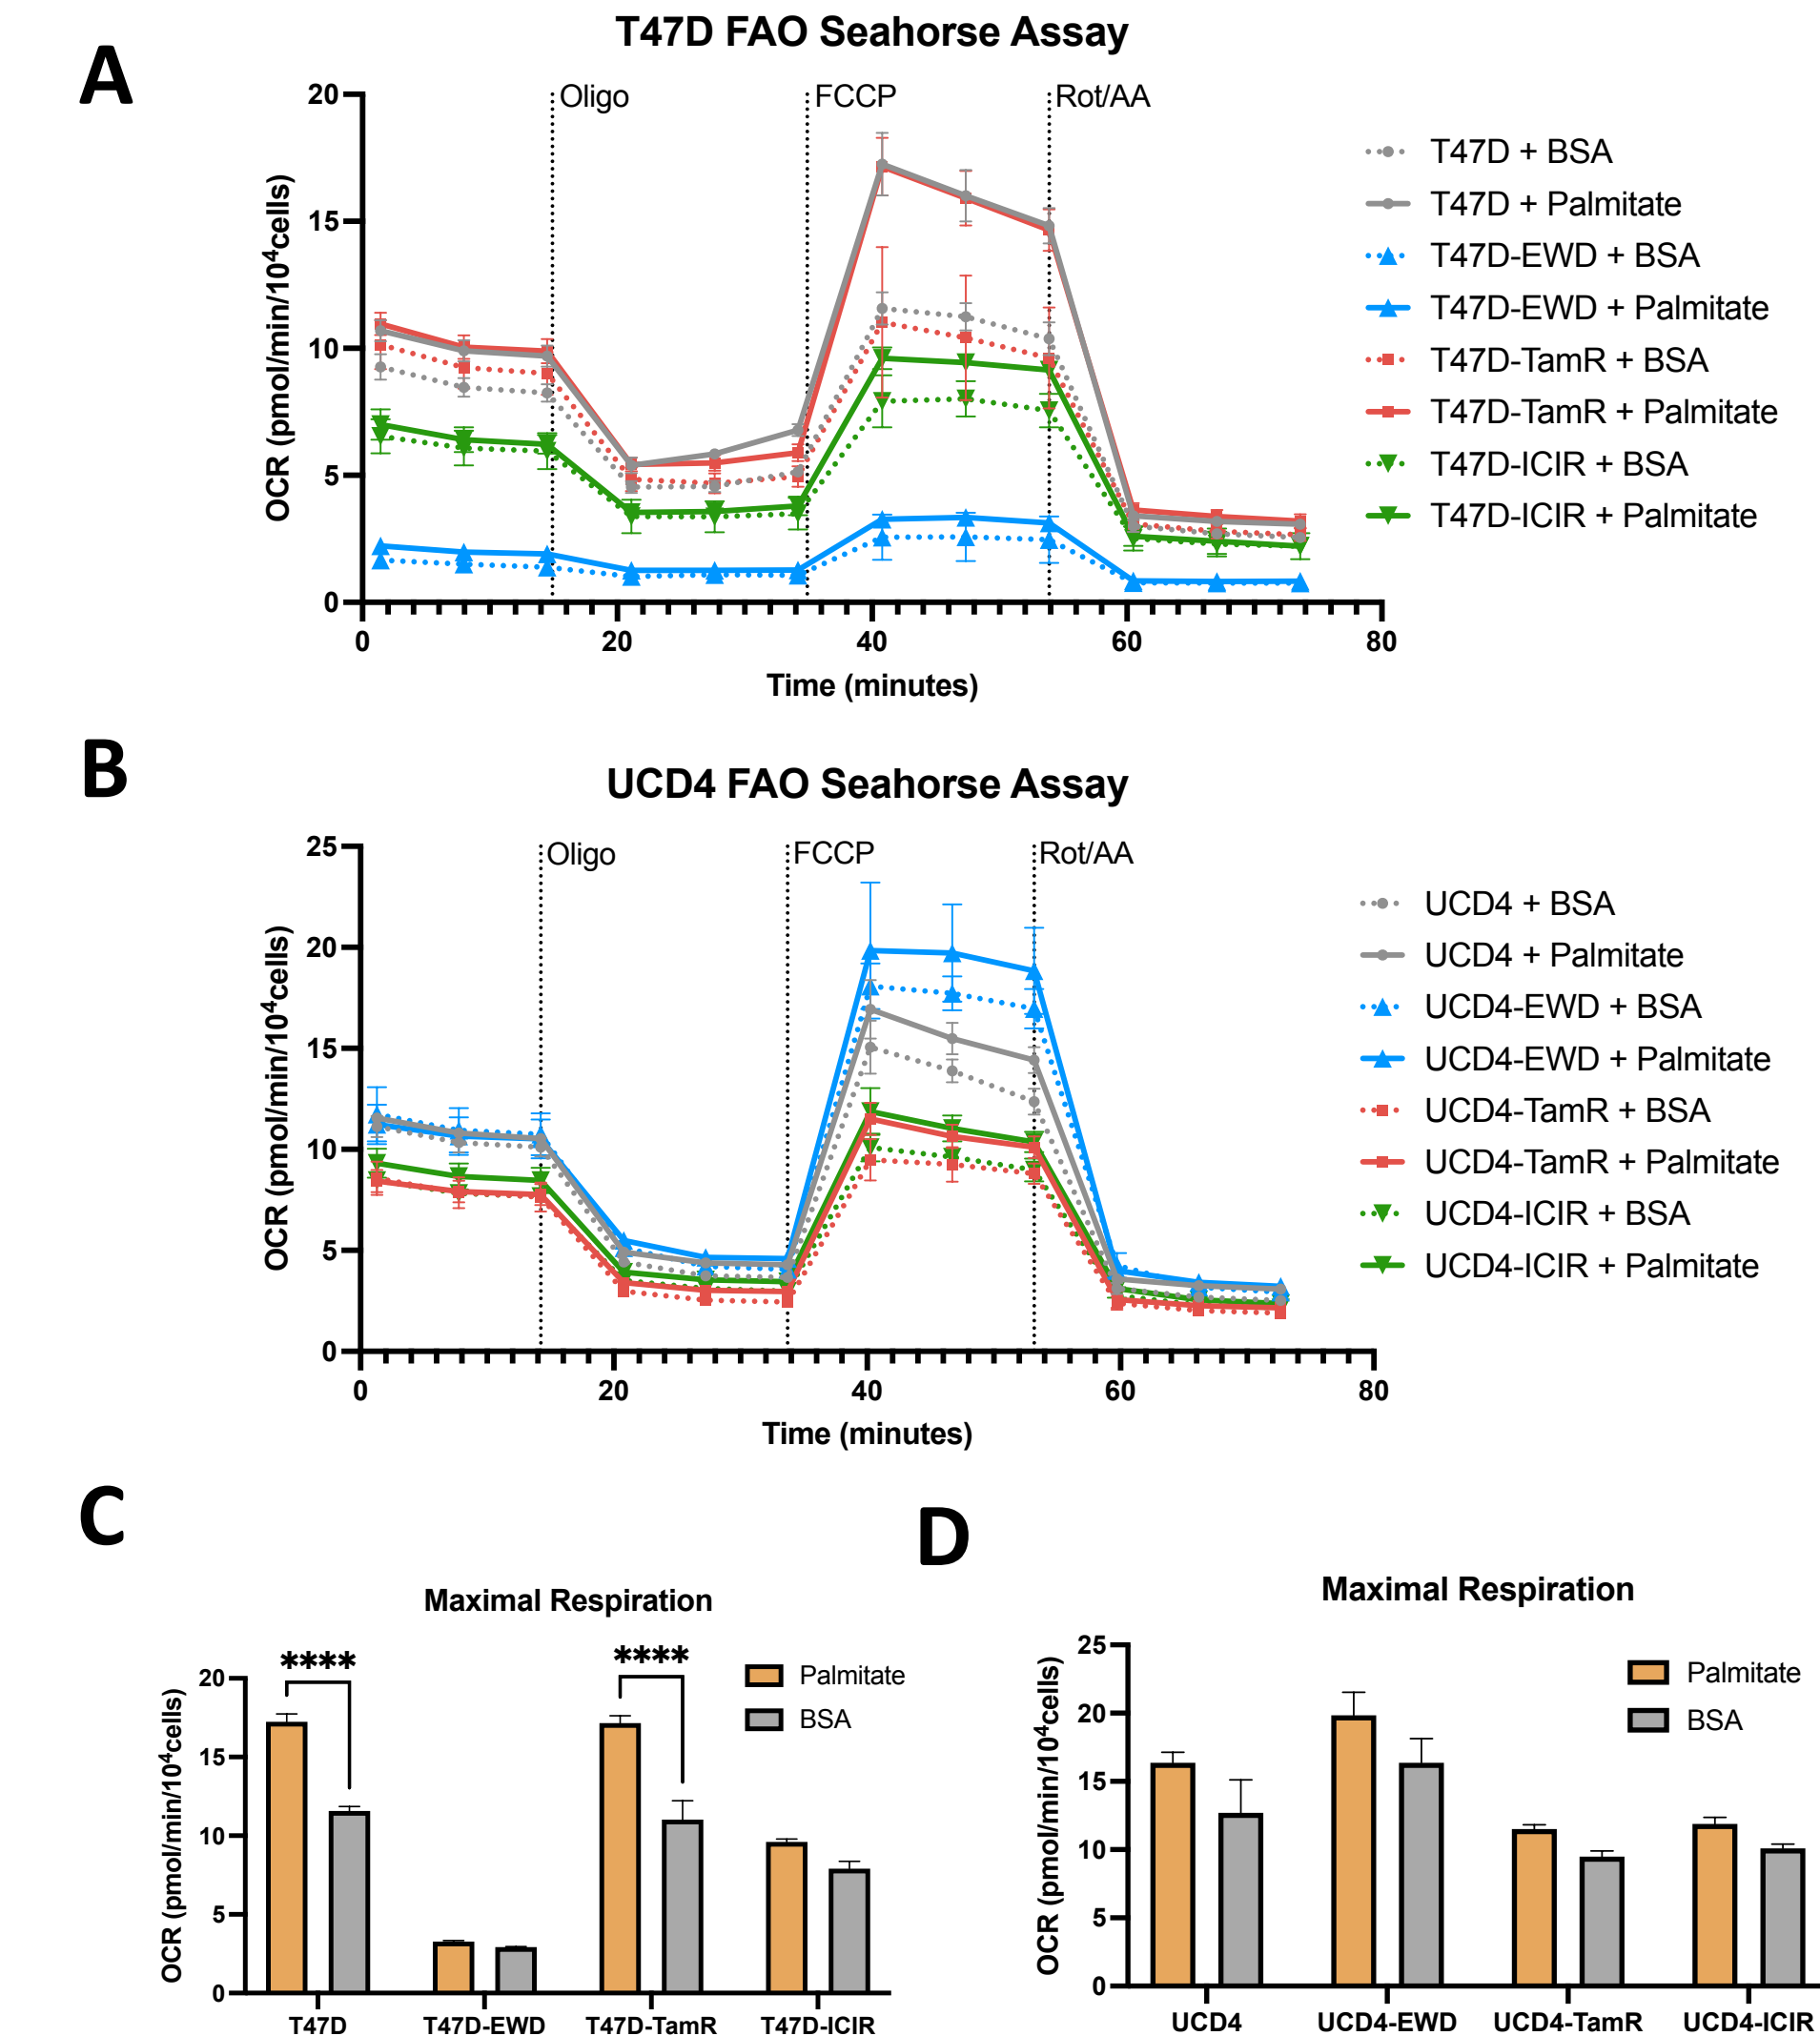 A
T47D FAO Seahorse Assay
OCR (pmol/min/10⁴cells)
20
15
10
5
0
Oligo
FCCP
Rot/AA
0
20
40
60
80
Time (minutes)
T47D + BSA
T47D + Palmitate
T47D-EWD + BSA
T47D-EWD + Palmitate
T47D-TamR + BSA
T47D-TamR + Palmitate
T47D-ICIR + BSA
T47D-ICIR + Palmitate
B
UCD4 FAO Seahorse Assay
OCR (pmol/min/10⁴cells)
25
20
15
10
5
0
Oligo
FCCP
Rot/AA
0
20
40
60
80
Time (minutes)
UCD4 + BSA
UCD4 + Palmitate
UCD4-EWD + BSA
UCD4-EWD + Palmitate
UCD4-TamR + BSA
UCD4-TamR + Palmitate
UCD4-ICIR + BSA
UCD4-ICIR + Palmitate
C
Maximal Respiration
OCR (pmol/min/10⁴cells)
20
15
10
5
0
****
****
Palmitate
BSA
T47D
T47D-EWD
T47D-TamR
T47D-ICIR
D
Maximal Respiration
OCR (pmol/min/10⁴cells)
25
20
15
10
5
0
Palmitate
BSA
UCD4
UCD4-EWD
UCD4-TamR
UCD4-ICIR